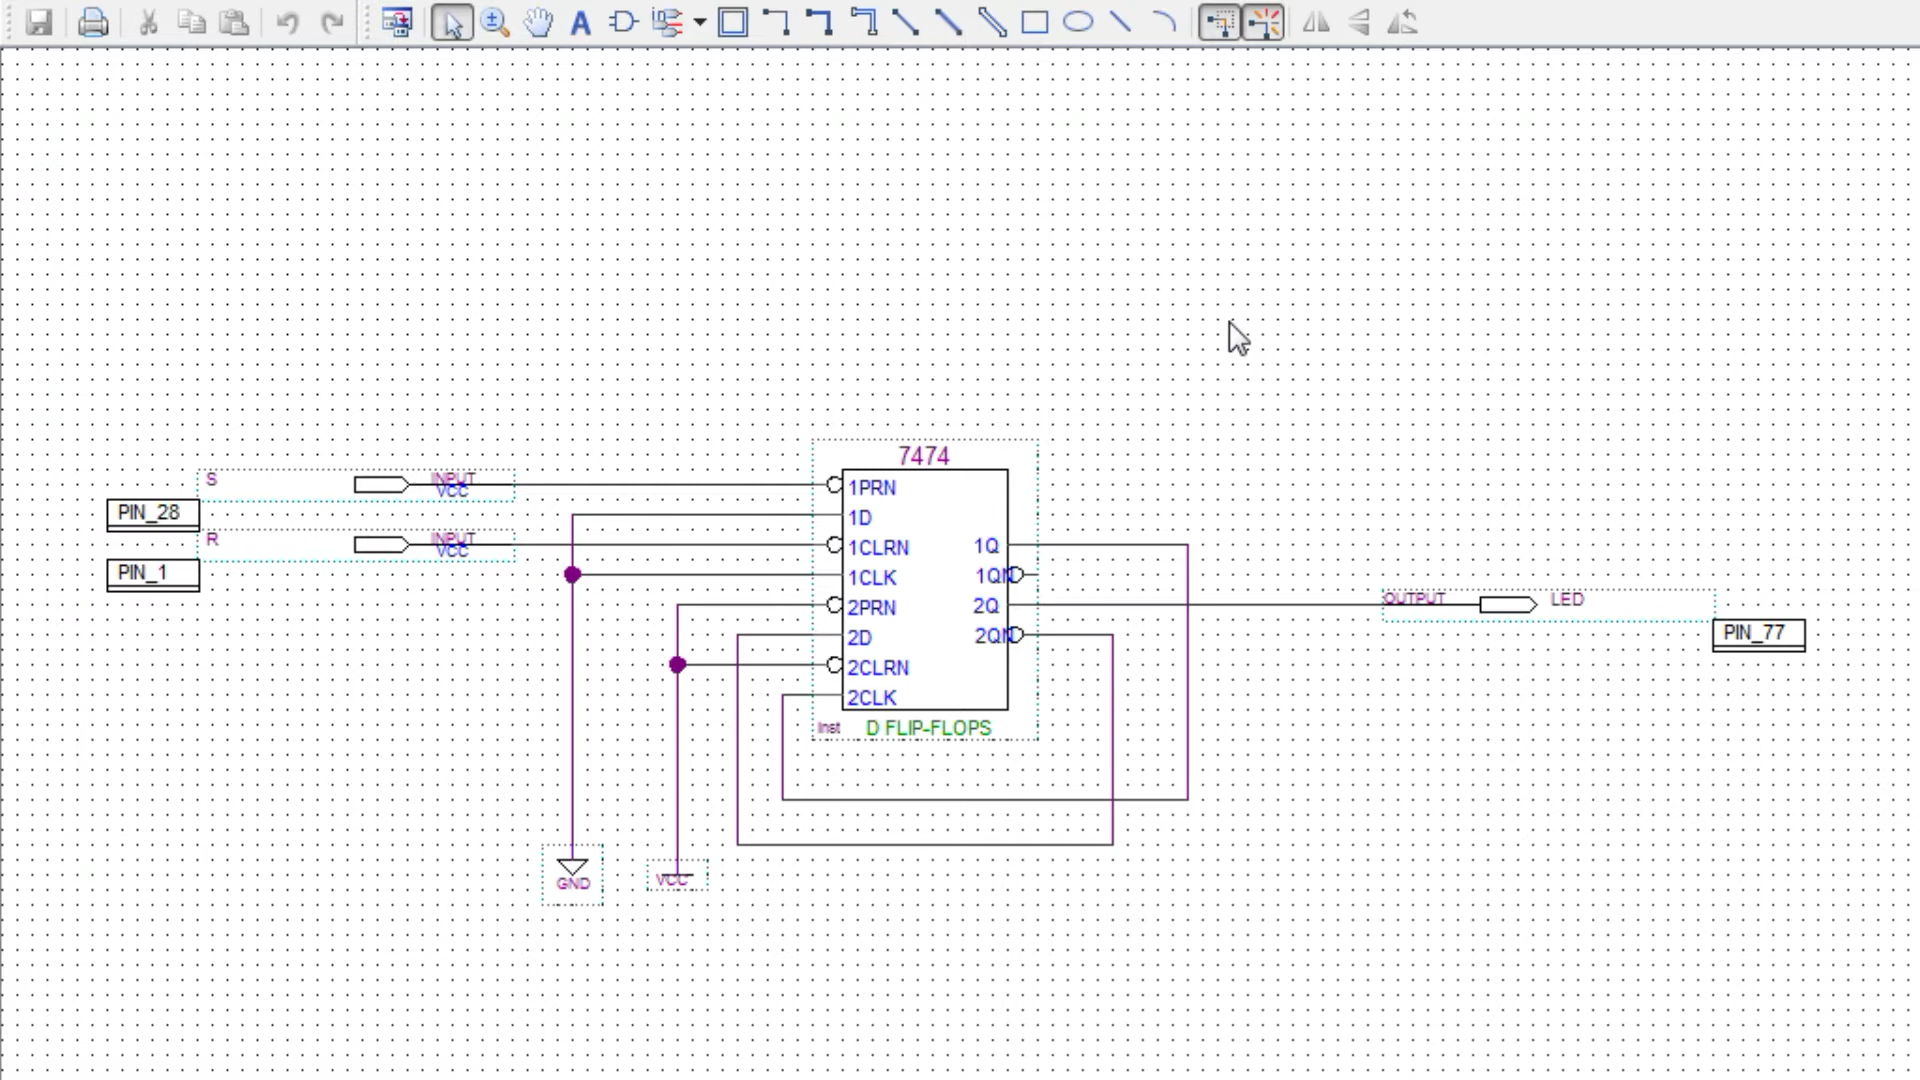 7474
S
INPUT
VCC
PIN_28
R
INPUT
VCC
PIN_1
1PRN
1D
1CLRN
1CLK
2PRN
2D
2CLRN
2CLK
1Q
1QN
2Q
2QN
inst
D FLIP-FLOPS
OUTPUT
LED
PIN_77
GND
VCC